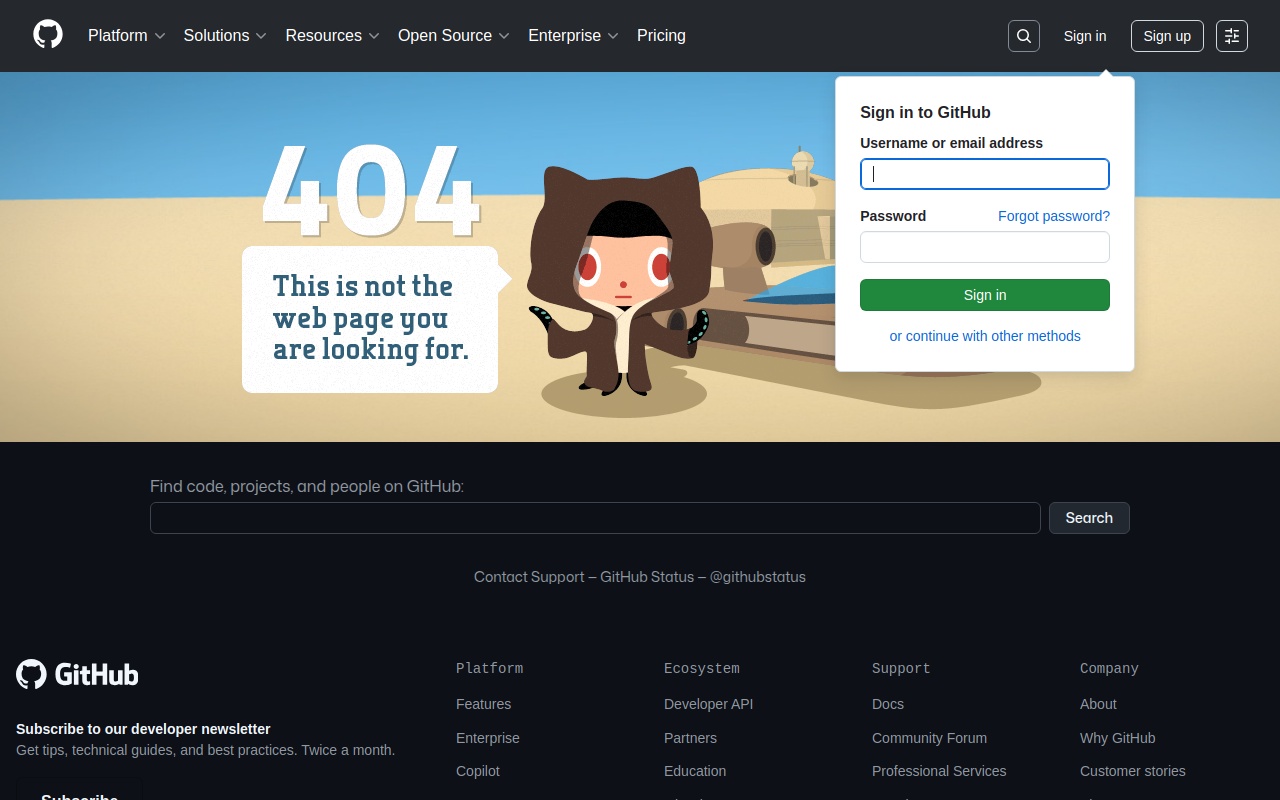 Platform
Solutions
Resources
Open Source
Enterprise
Pricing
Sign in
Sign up
404
This is not the
web page you
are looking for.
Sign in to GitHub
Username or email address
Password
Forgot password?
Sign in
or continue with other methods
Find code, projects, and people on GitHub:
Search
Contact Support — GitHub Status — @githubstatus
GitHub
Subscribe to our developer newsletter
Get tips, technical guides, and best practices. Twice a month.
Subscribe
Platform
Features
Enterprise
Copilot
Ecosystem
Developer API
Partners
Education
Support
Docs
Community Forum
Professional Services
Company
About
Why GitHub
Customer stories